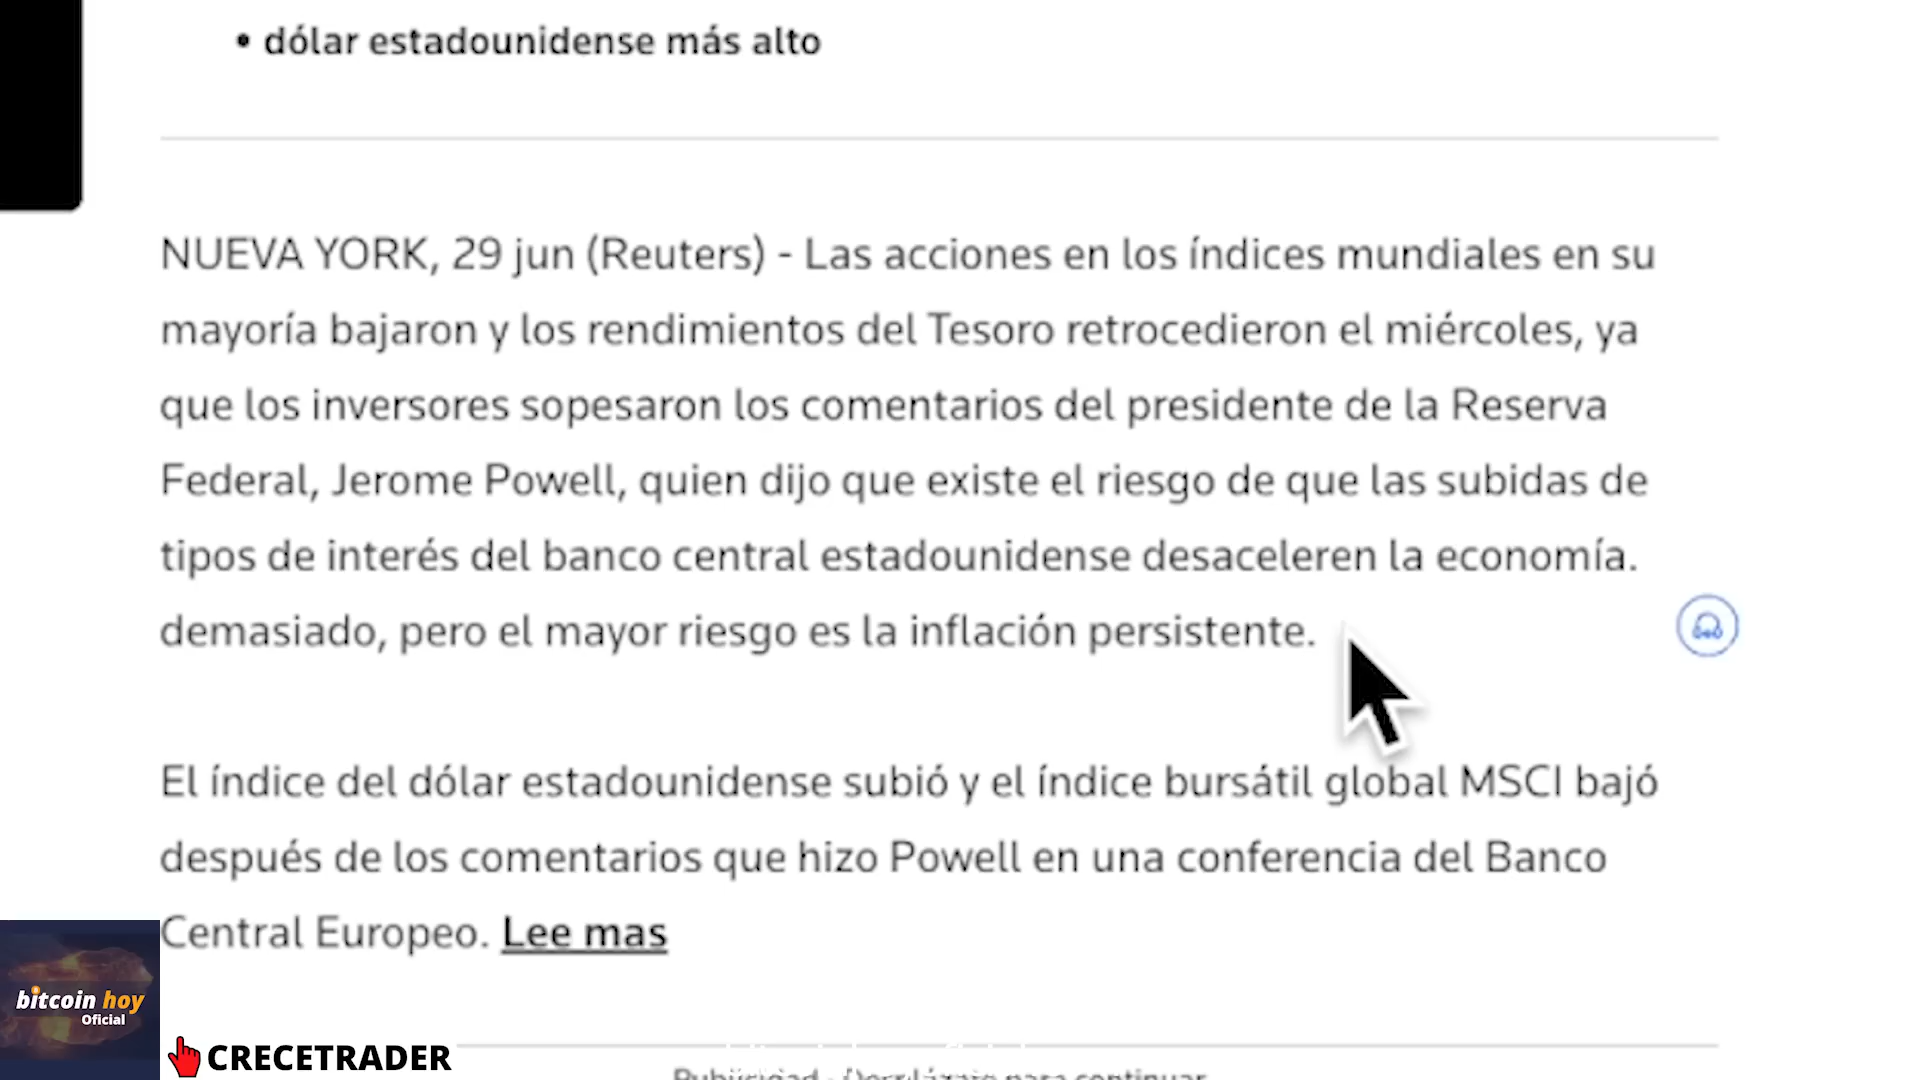 • dólar estadounidense más alto
NUEVA YORK, 29 jun (Reuters) - Las acciones en los índices mundiales en su
mayoría bajaron y los rendimientos del Tesoro retrocedieron el miércoles, ya
que los inversores sopesaron los comentarios del presidente de la Reserva
Federal, Jerome Powell, quien dijo que existe el riesgo de que las subidas de
tipos de interés del banco central estadounidense desaceleren la economía.
demasiado, pero el mayor riesgo es la inflación persistente.
El índice del dólar estadounidense subió y el índice bursátil global MSCI bajó
después de los comentarios que hizo Powell en una conferencia del Banco
Central Europeo. Lee mas
bitcoin hoy
Oficial
CRECETRADER
Publicidad - Desplázate para continuar